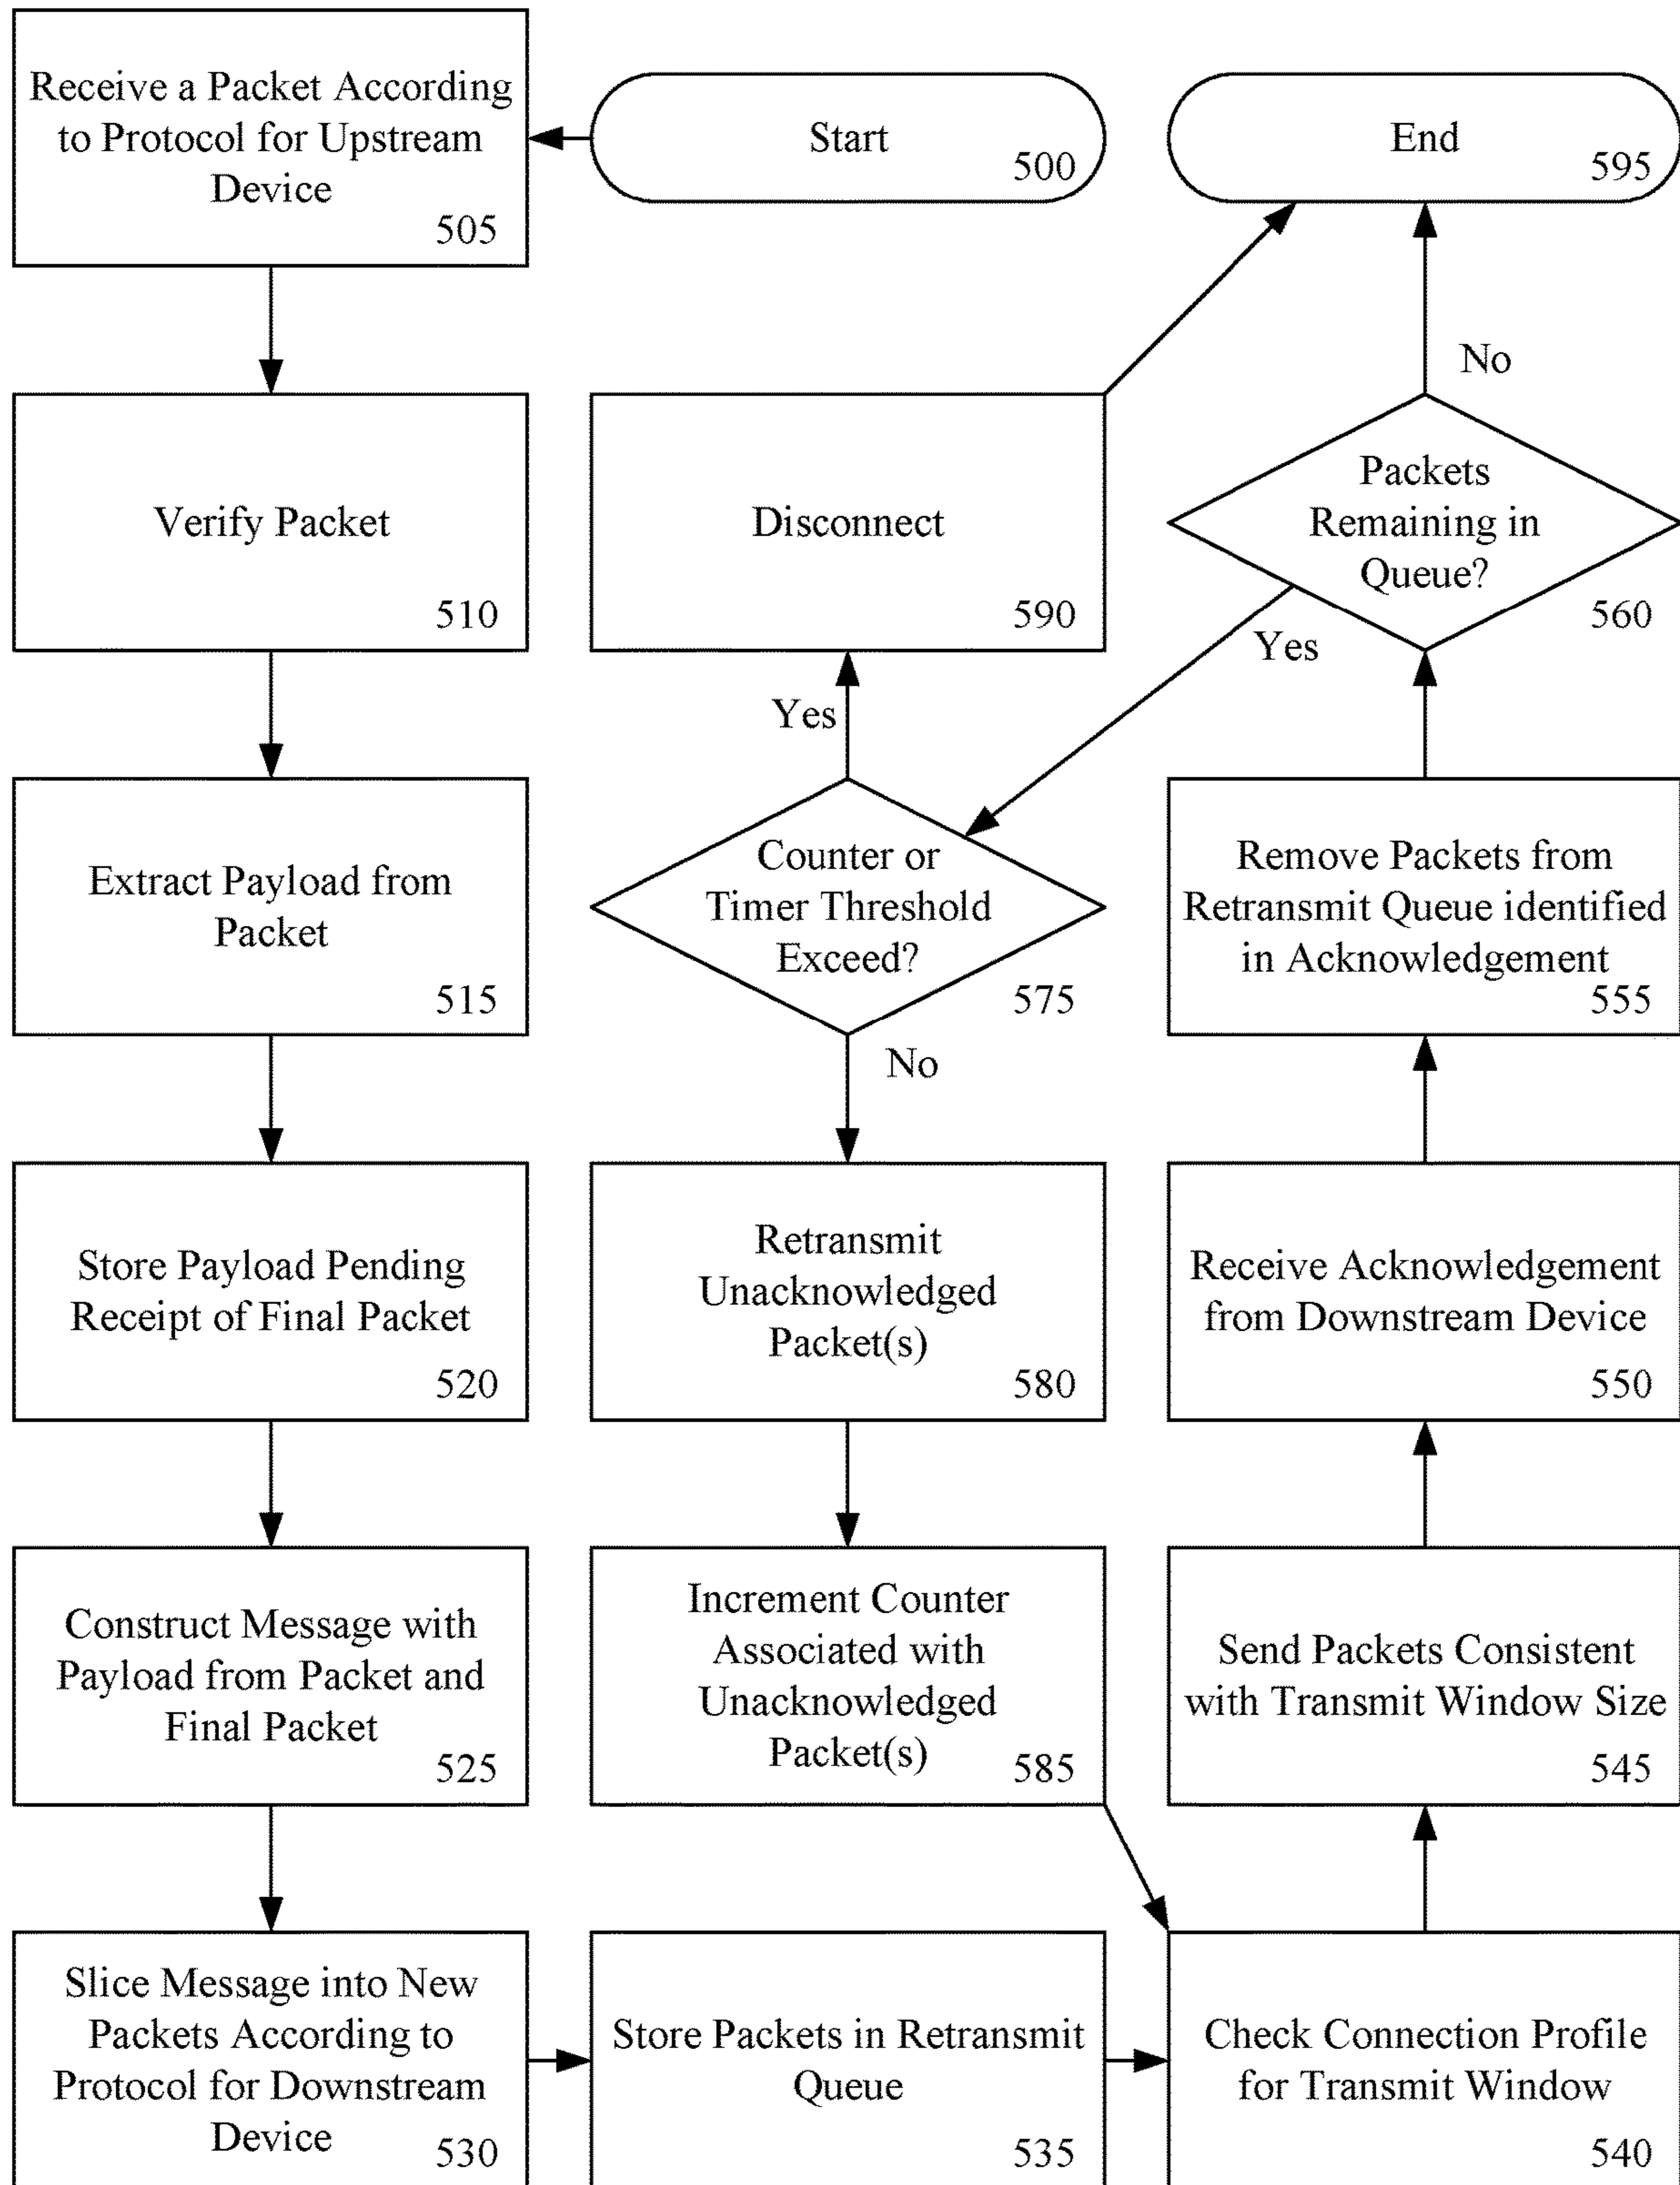 Receive a Packet According
to Protocol for Upstream
Device
505
Start
500
End
595
Verify Packet
510
Disconnect
590
No
Packets
Remaining in
Queue?
560
Yes
Yes
Extract Payload from
Packet
515
Counter or
Timer Threshold
Exceed?
575
No
Remove Packets from
Retransmit Queue identified
in Acknowledgement
555
Store Payload Pending
Receipt of Final Packet
520
Retransmit
Unacknowledged
Packet(s)
580
Receive Acknowledgement
from Downstream Device
550
Construct Message with
Payload from Packet and
Final Packet
525
Increment Counter
Associated with
Unacknowledged
Packet(s)
585
Send Packets Consistent
with Transmit Window Size
545
Slice Message into New
Packets According to
Protocol for Downstream
Device
530
Store Packets in Retransmit
Queue
535
Check Connection Profile
for Transmit Window
540